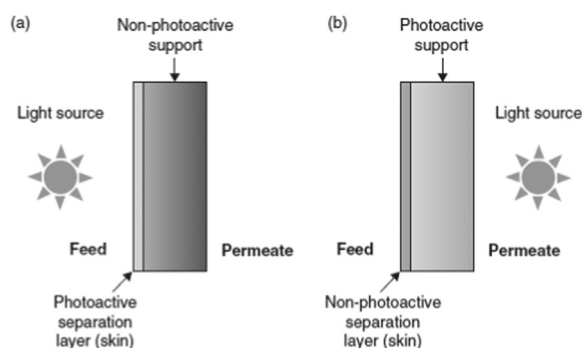 (a)
Non-photoactive
support
Light source
Feed
Permeate
Photoactive
separation
layer (skin)
(b)
Photoactive
support
Light source
Feed
Permeate
Non-photoactive
separation
layer (skin)